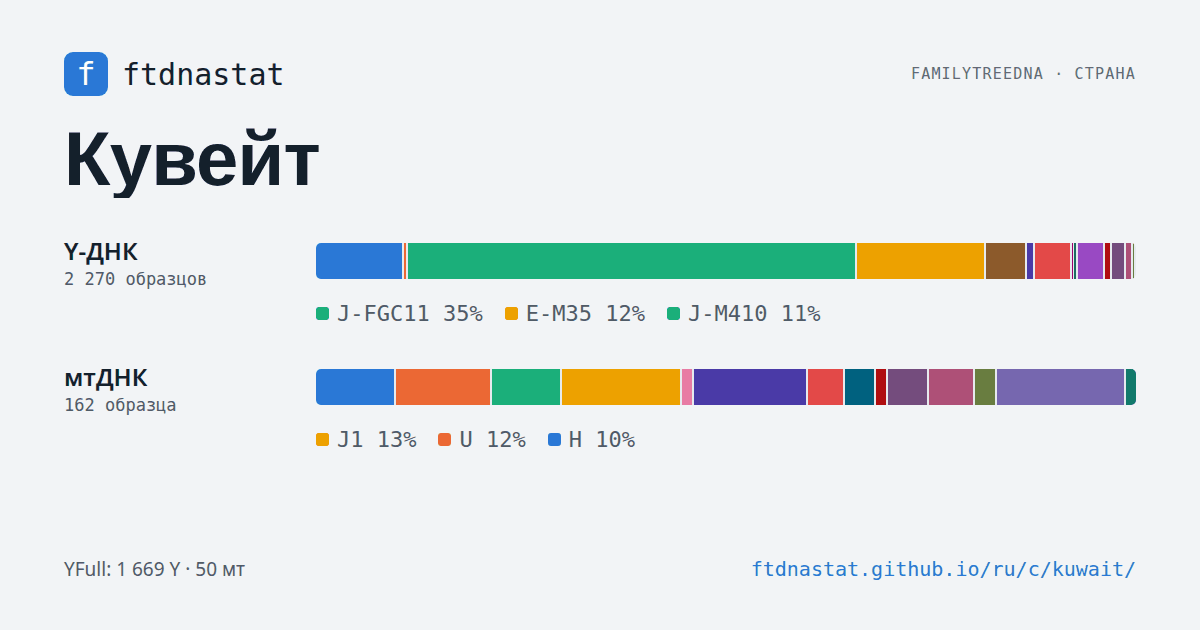 f ftdnastat
FAMILYTREEDNA · СТРАНА
Кувейт
Y-ДНК
2 270 образцов
J-FGC11 35% E-M35 12% J-M410 11%
мтДНК
162 образца
J1 13% U 12% H 10%
YFull: 1 669 Y · 50 мт
ftdnastat.github.io/ru/c/kuwait/